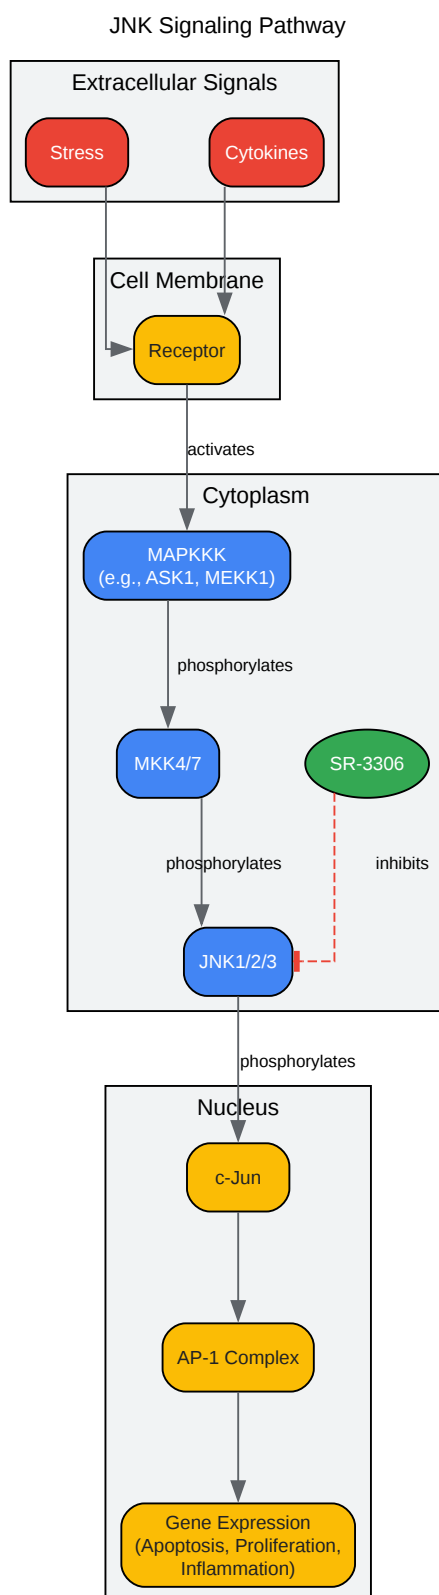 JNK Signaling Pathway
Extracellular Signals
Stress
Cytokines
Cell Membrane
Receptor
activates
Cytoplasm
MAPKKK
(e.g., ASK1, MEKK1)
phosphorylates
MKK4/7
SR-3306
phosphorylates
inhibits
JNK1/2/3
phosphorylates
Nucleus
c-Jun
AP-1 Complex
Gene Expression
(Apoptosis, Proliferation,
Inflammation)